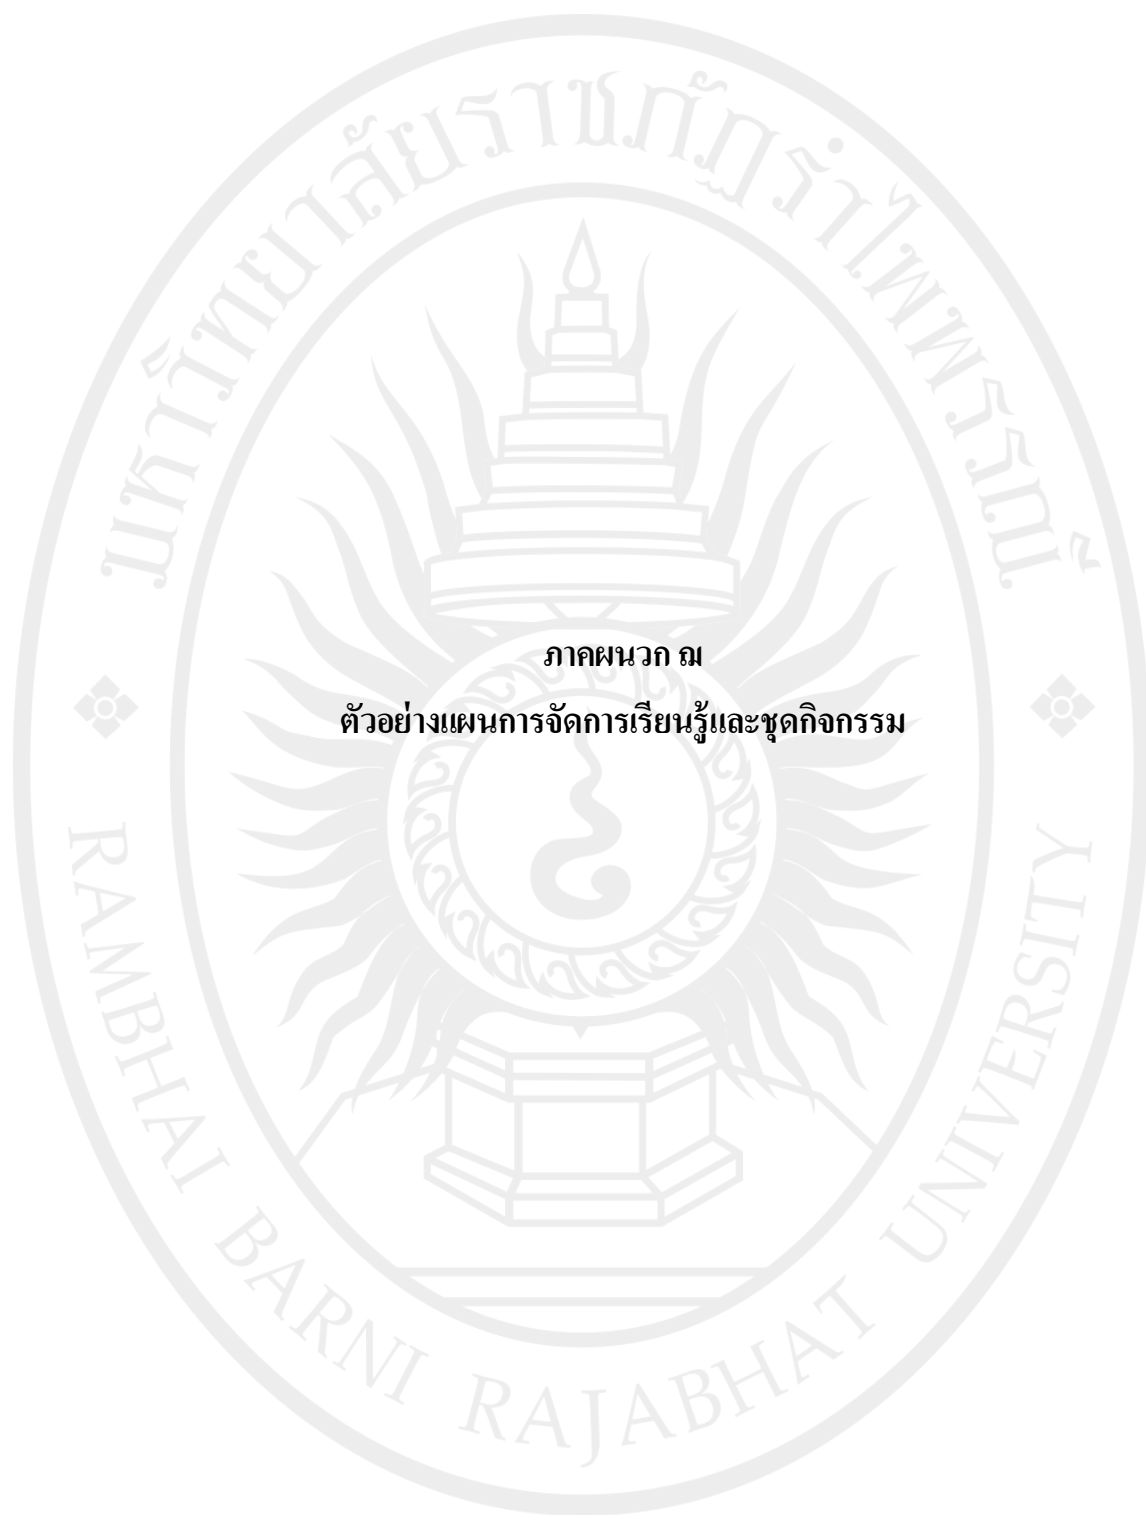 มหาวิทยาลัยราชภัฏรำไพพรรณี
ภาคผนวก ฌ
ตัวอย่างแผนการจัดการเรียนรู้และชุดกิจกรรม
RAMBHAI BARNI RAJABHAT UNIVERSITY